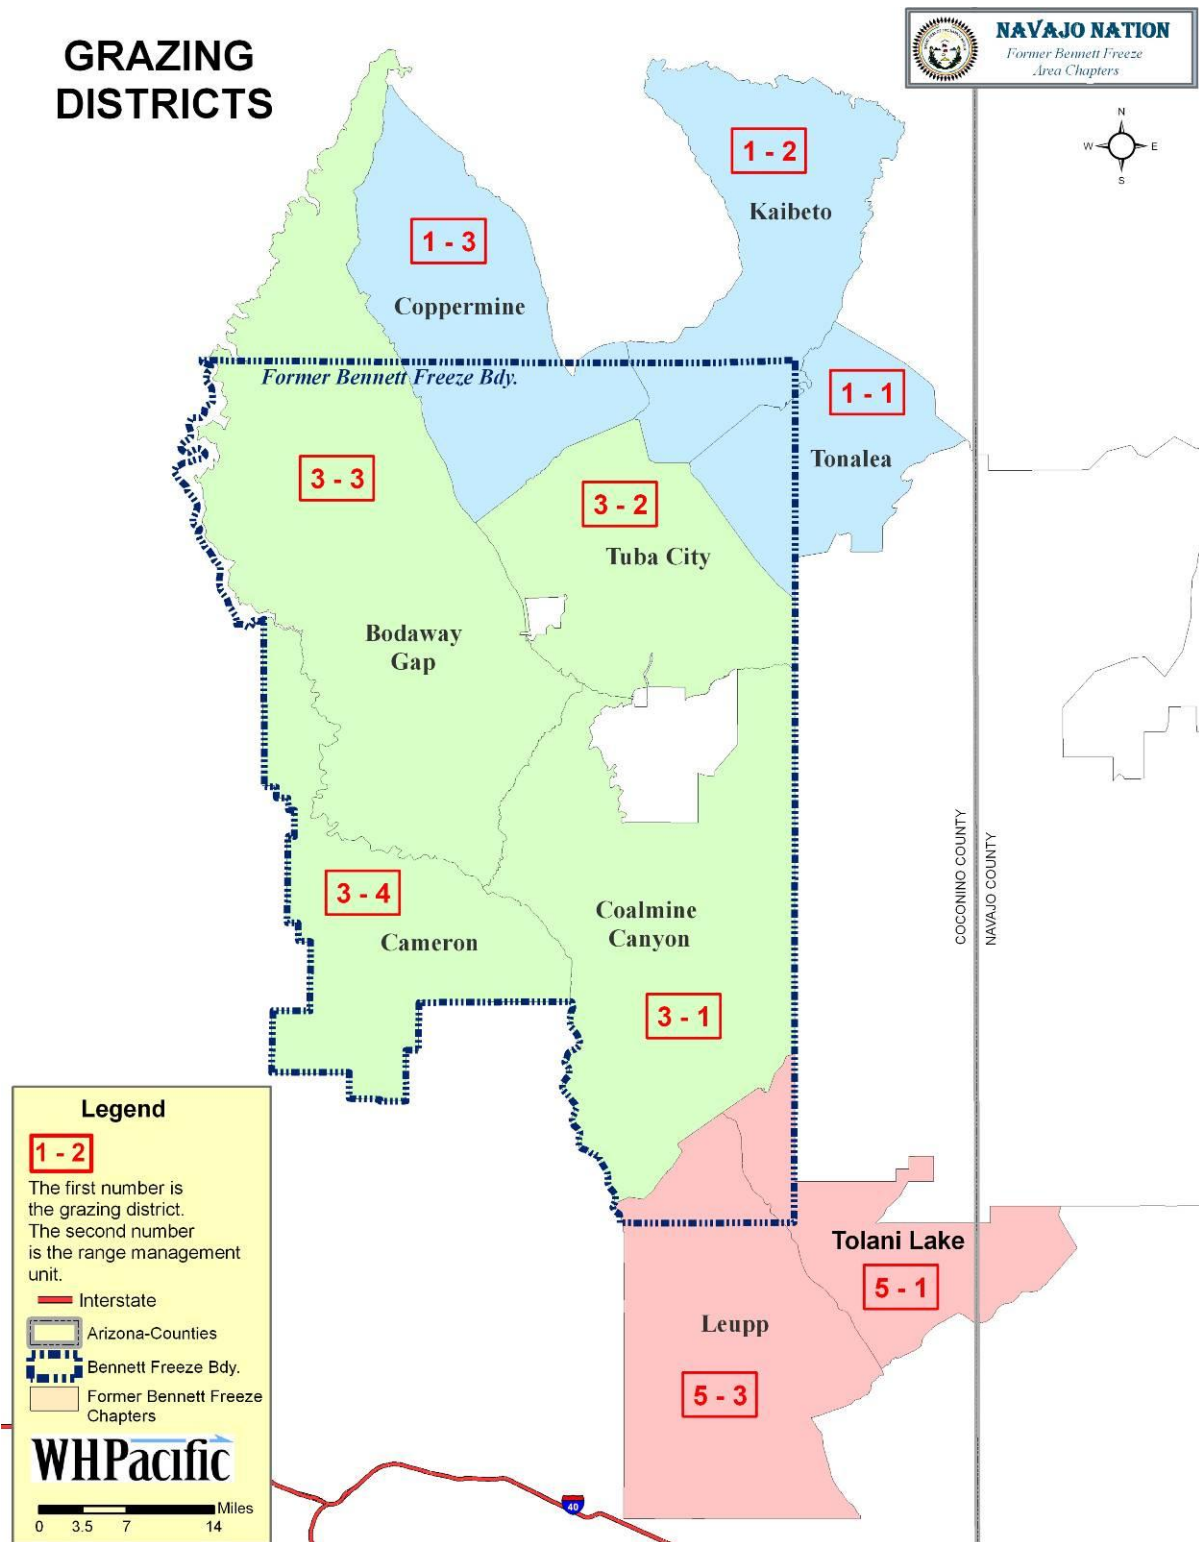 GRAZING
DISTRICTS
NAVAJO NATION
Former Bennett Freeze
Area Chapters
N
W
E
S
1 - 2
Kaibeto
1 - 3
Coppermine
Former Bennett Freeze Bdy.
1 - 1
Tonalea
3 - 3
3 - 2
Tuba City
Bodaway
Gap
COCONINO COUNTY
NAVAJO COUNTY
3 - 4
Cameron
Coalmine
Canyon
3 - 1
Tolani Lake
5 - 1
Leupp
5 - 3
40
Legend
1 - 2
The first number is
the grazing district.
The second number
is the range management
unit.
Interstate
Arizona-Counties
Bennett Freeze Bdy.
Former Bennett Freeze
Chapters
WHPacific
Miles
0 3.5 7 14